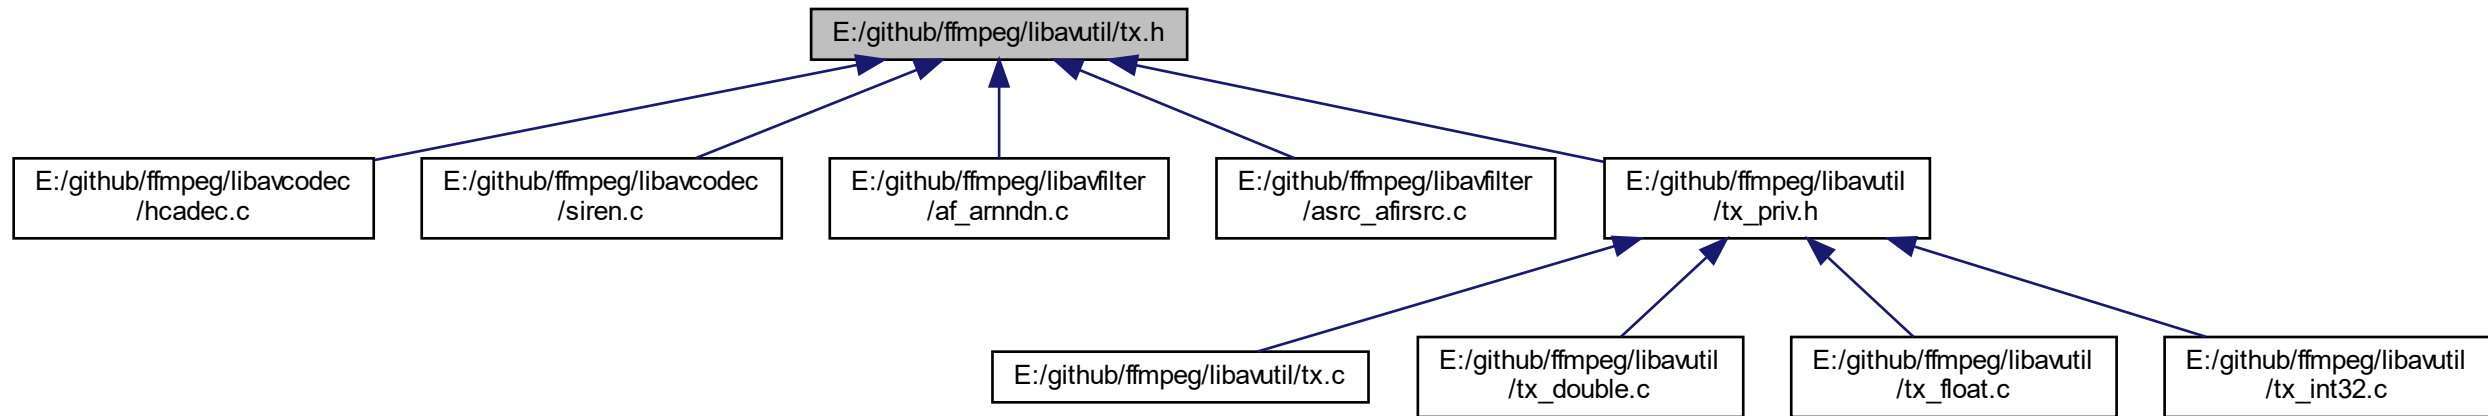 E:/github/ffmpeg/libavutil/tx.h
E:/github/ffmpeg/libavcodec
/hcadec.c
E:/github/ffmpeg/libavcodec
/siren.c
E:/github/ffmpeg/libavfilter
/af_arnndn.c
E:/github/ffmpeg/libavfilter
/asrc_afirsrc.c
E:/github/ffmpeg/libavutil
/tx_priv.h
E:/github/ffmpeg/libavutil/tx.c
E:/github/ffmpeg/libavutil
/tx_double.c
E:/github/ffmpeg/libavutil
/tx_float.c
E:/github/ffmpeg/libavutil
/tx_int32.c